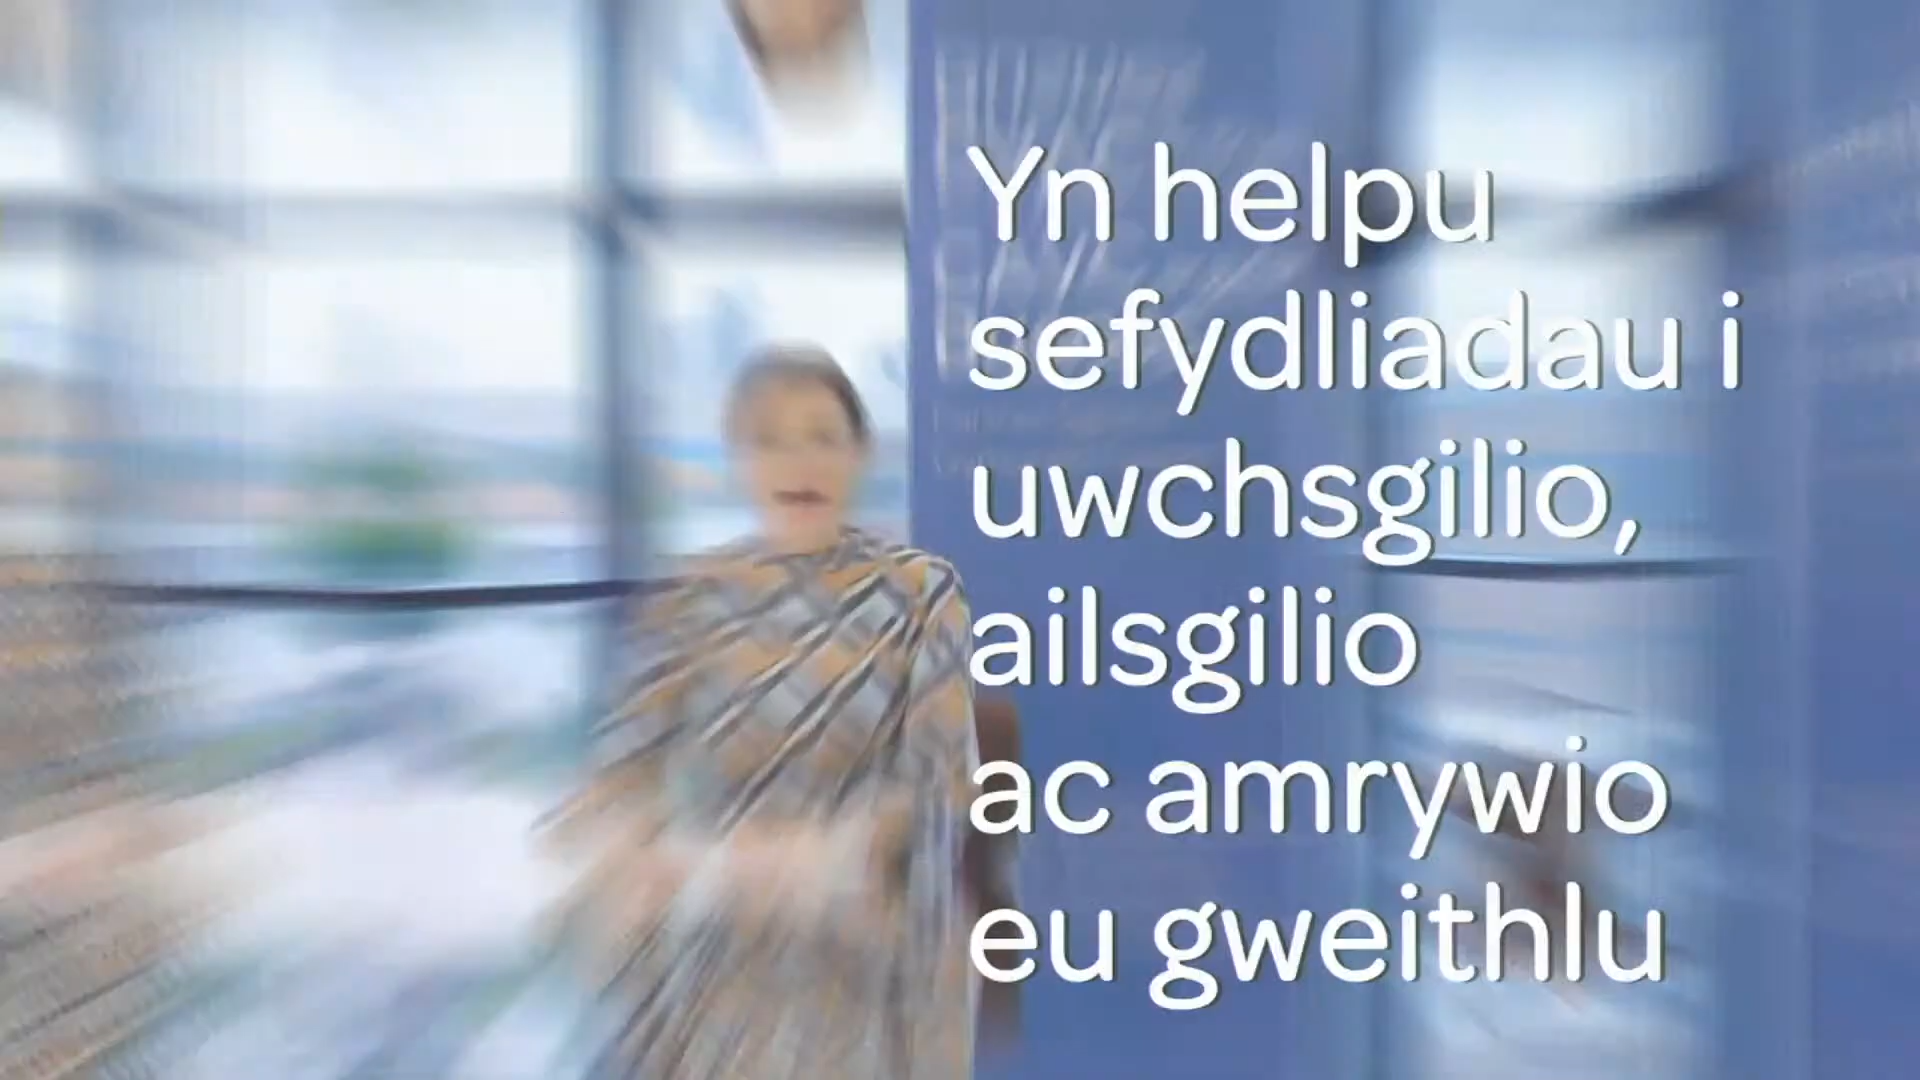 Yn helpu
sefydliadau i
uwchsgilio,
ailsgilio
ac amrywio
eu gweithlu